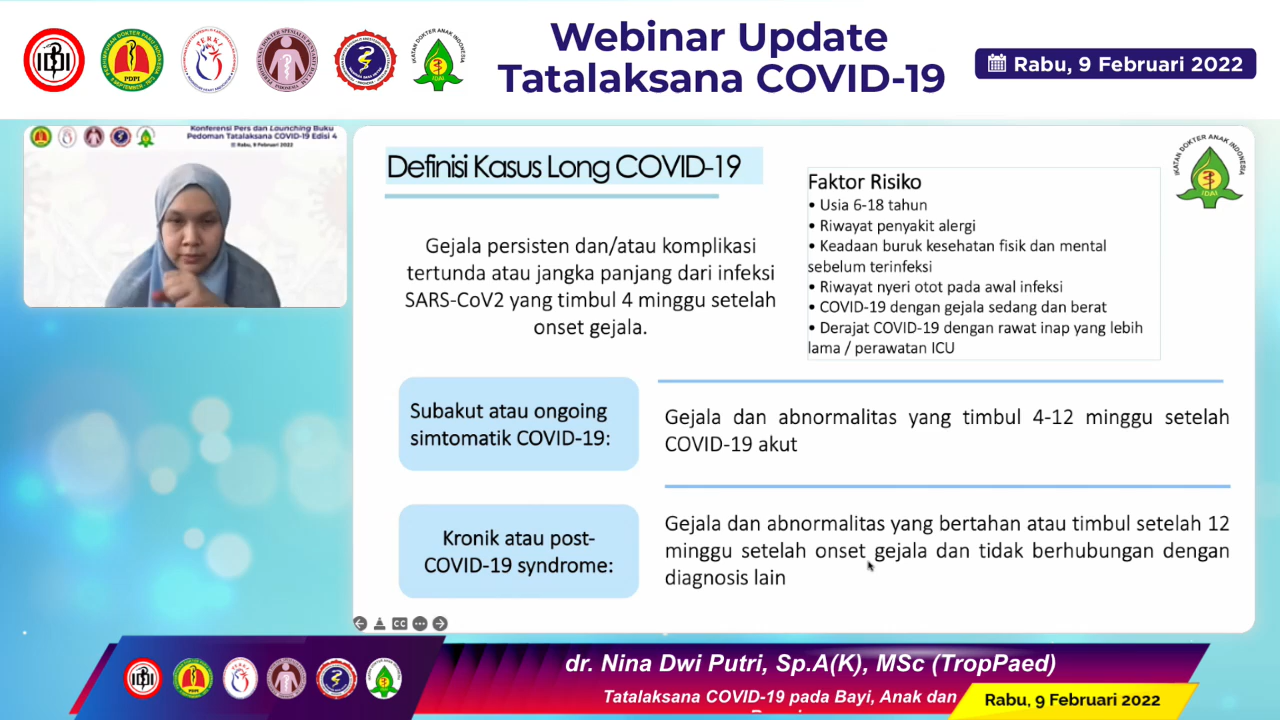 Webinar Update
Tatalaksana COVID-19
Rabu, 9 Februari 2022
PDPI
PERKI
IDAI
Konferensi Pers dan Launching Buku
Pedoman Tatalaksana COVID-19 Edisi 4
Rabu, 9 Februari 2022
Definisi Kasus Long COVID-19
Gejala persisten dan/atau komplikasi
tertunda atau jangka panjang dari infeksi
SARS-CoV2 yang timbul 4 minggu setelah
onset gejala.
Faktor Risiko
• Usia 6-18 tahun
• Riwayat penyakit alergi
• Keadaan buruk kesehatan fisik dan mental
sebelum terinfeksi
• Riwayat nyeri otot pada awal infeksi
• COVID-19 dengan gejala sedang dan berat
• Derajat COVID-19 dengan rawat inap yang lebih
lama / perawatan ICU
IKATAN DOKTER ANAK INDONESIA
IDAI
Subakut atau ongoing
simtomatik COVID-19:
Gejala dan abnormalitas yang timbul 4-12 minggu setelah
COVID-19 akut
Kronik atau post-
COVID-19 syndrome:
Gejala dan abnormalitas yang bertahan atau timbul setelah 12
minggu setelah onset gejala dan tidak berhubungan dengan
diagnosis lain
CC
dr. Nina Dwi Putri, Sp.A(K), MSc (TropPaed)
Tatalaksana COVID-19 pada Bayi, Anak dan
Rabu, 9 Februari 2022